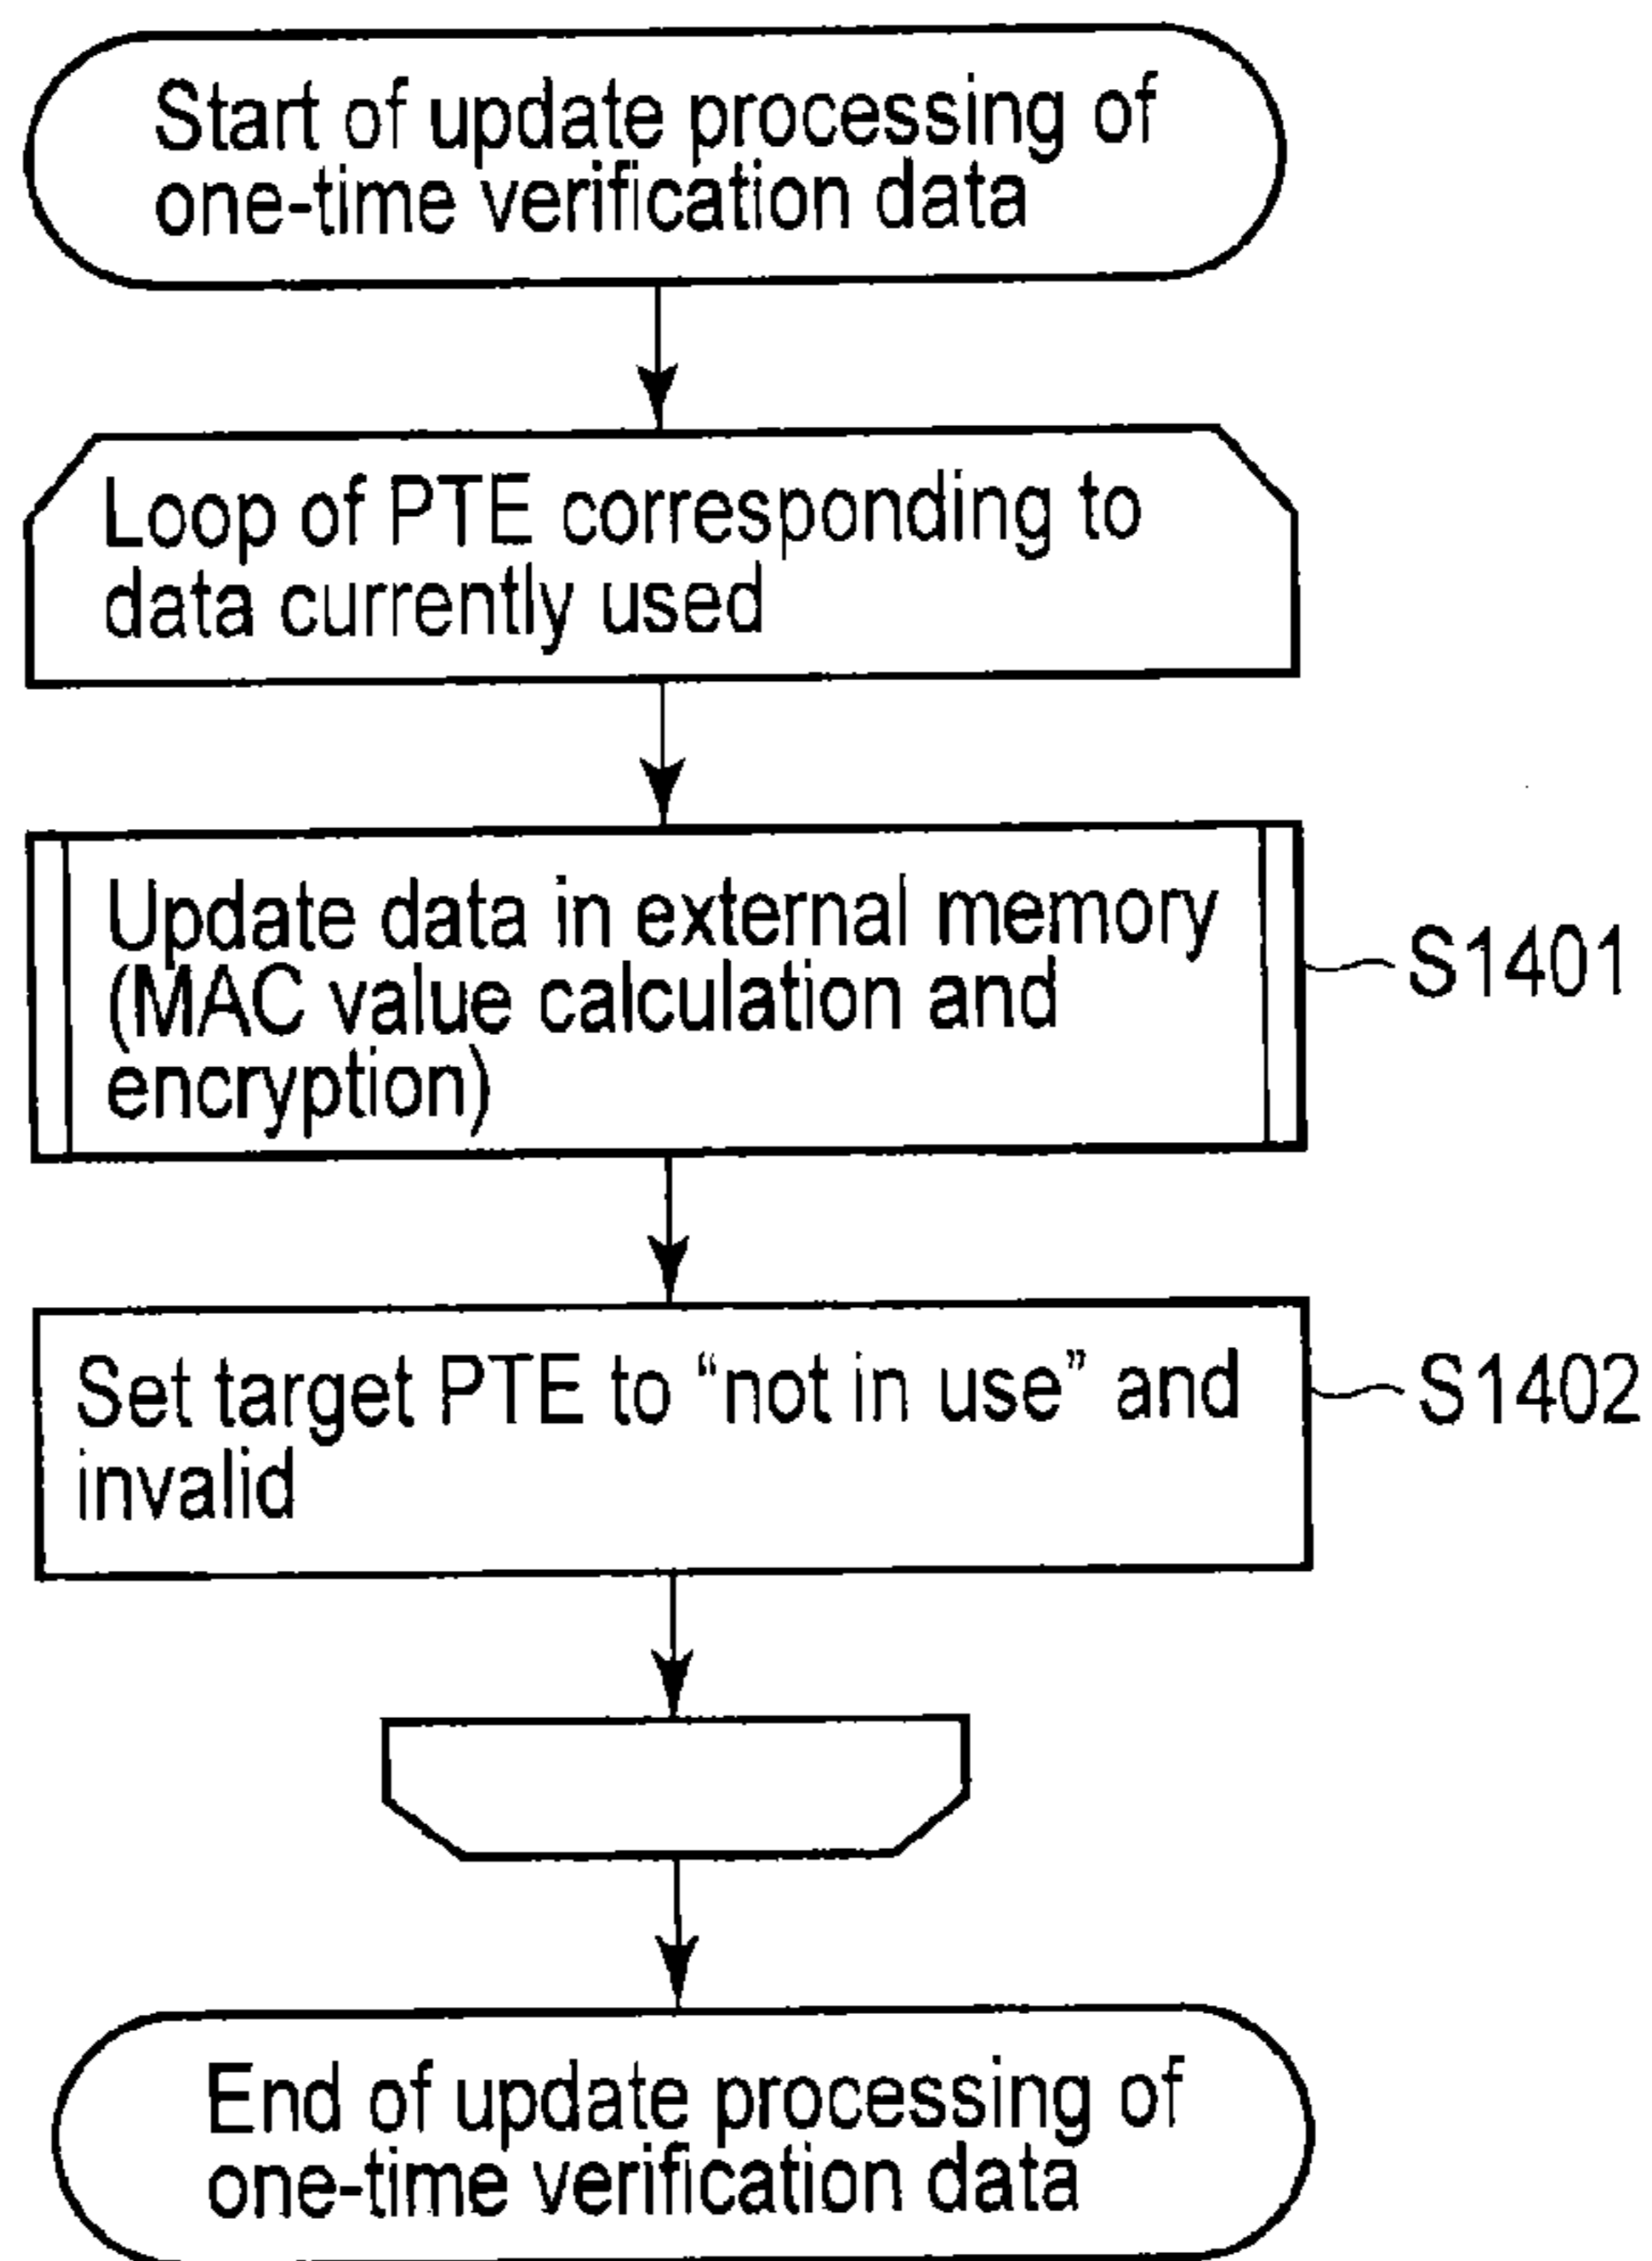 Start of update processing of
one-time verification data
Loop of PTE corresponding to
data currently used
Update data in external memory
(MAC value calculation and
encryption)
S1401
Set target PTE to “not in use” and
invalid
S1402
End of update processing of
one-time verification data